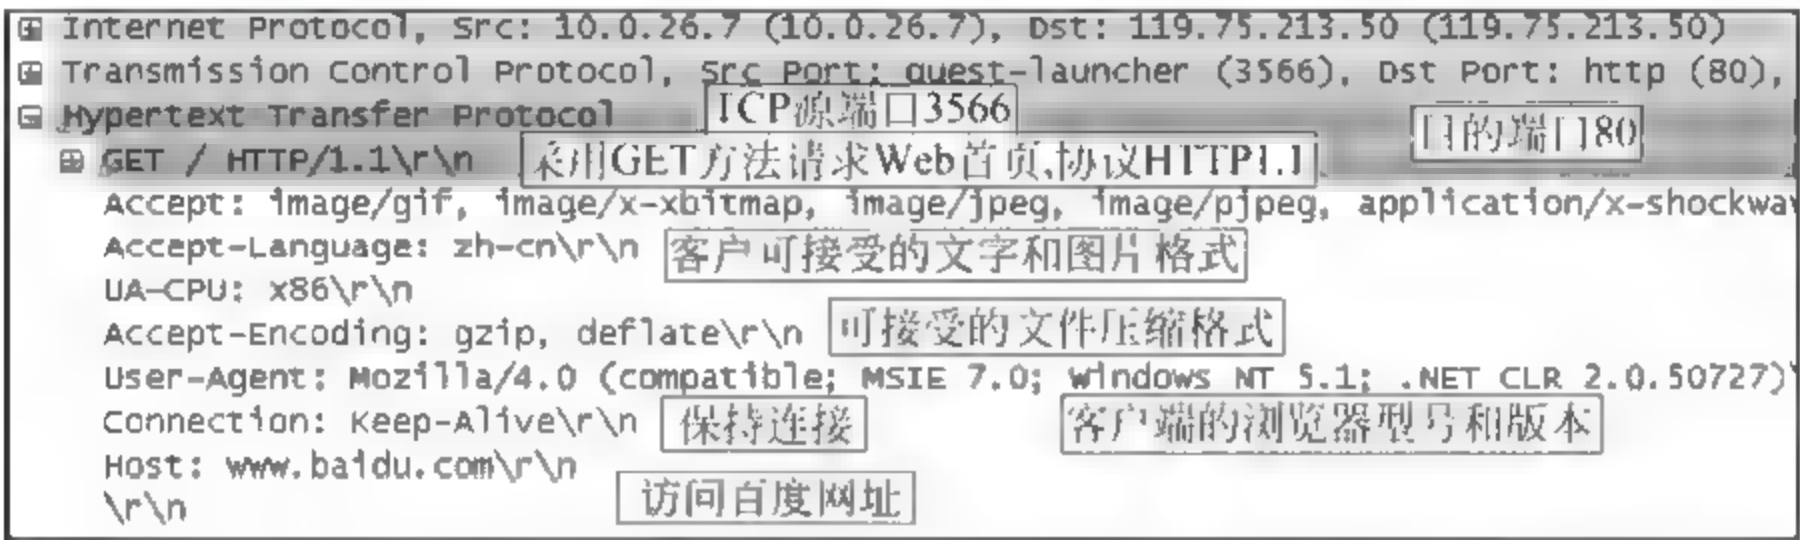 Internet Protocol, Src: 10.0.26.7 (10.0.26.7), Dst: 119.75.213.50 (119.75.213.50)
Transmission Control Protocol, Src Port: quest-launcher (3566), Dst Port: http (80),
Hypertext Transfer Protocol
TCP源端口3566
目的端口80
GET / HTTP/1.1\r\n
采用GET方法请求Web首页,协议HTTP1.1
Accept: image/gif, image/x-xbitmap, image/jpeg, image/pjpeg, application/x-shockwav
Accept-Language: zh-cn\r\n
客户可接受的文字和图片格式
UA-CPU: x86\r\n
Accept-Encoding: gzip, deflate\r\n
可接受的文件压缩格式
User-Agent: Mozilla/4.0 (compatible; MSIE 7.0; Windows NT 5.1; .NET CLR 2.0.50727)\
Connection: Keep-Alive\r\n
保持连接
客户端的浏览器型号和版本
Host: www.baidu.com\r\n
访问百度网址
\r\n